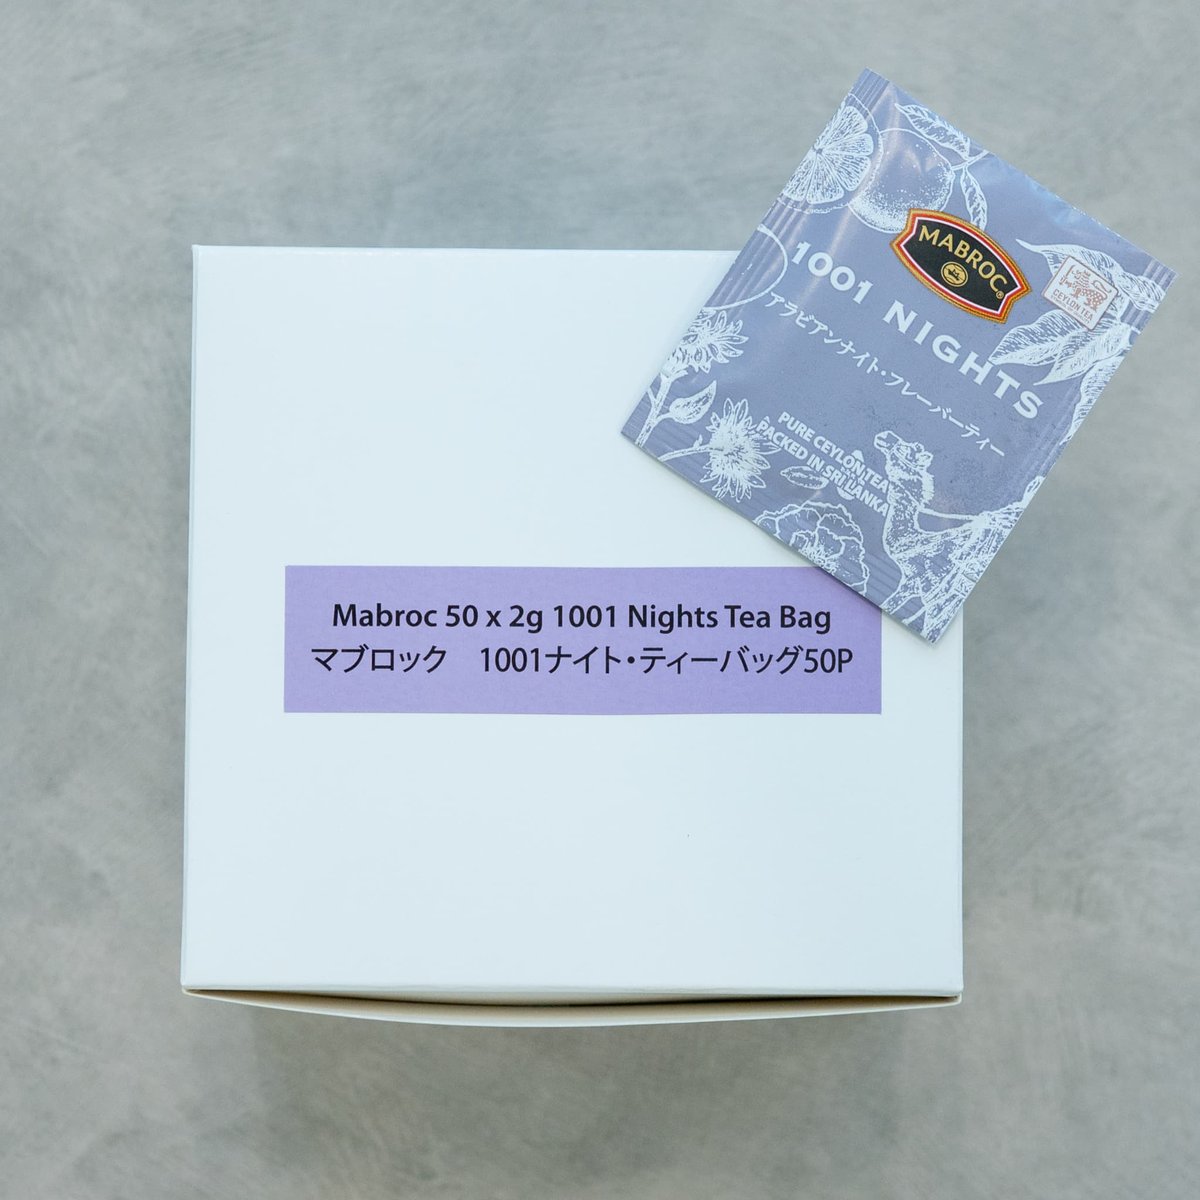 MABROC
CEYLON TEA
1001 NIGHTS
アラビアンナイト・フレーバーティー
PURE CEYLON TEA
PACKED IN SRI LANKA
Mabroc 50 x 2g 1001 Nights Tea Bag
マブロック　1001ナイト・ティーバッグ50P